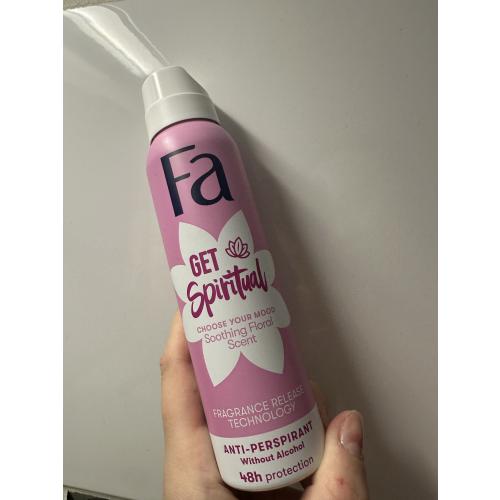 Fa
GET
Spiritual
CHOOSE YOUR MOOD
Soothing Floral
Scent
FRAGRANCE RELEASE
TECHNOLOGY
ANTI-PERSPIRANT
Without Alcohol
48h protection